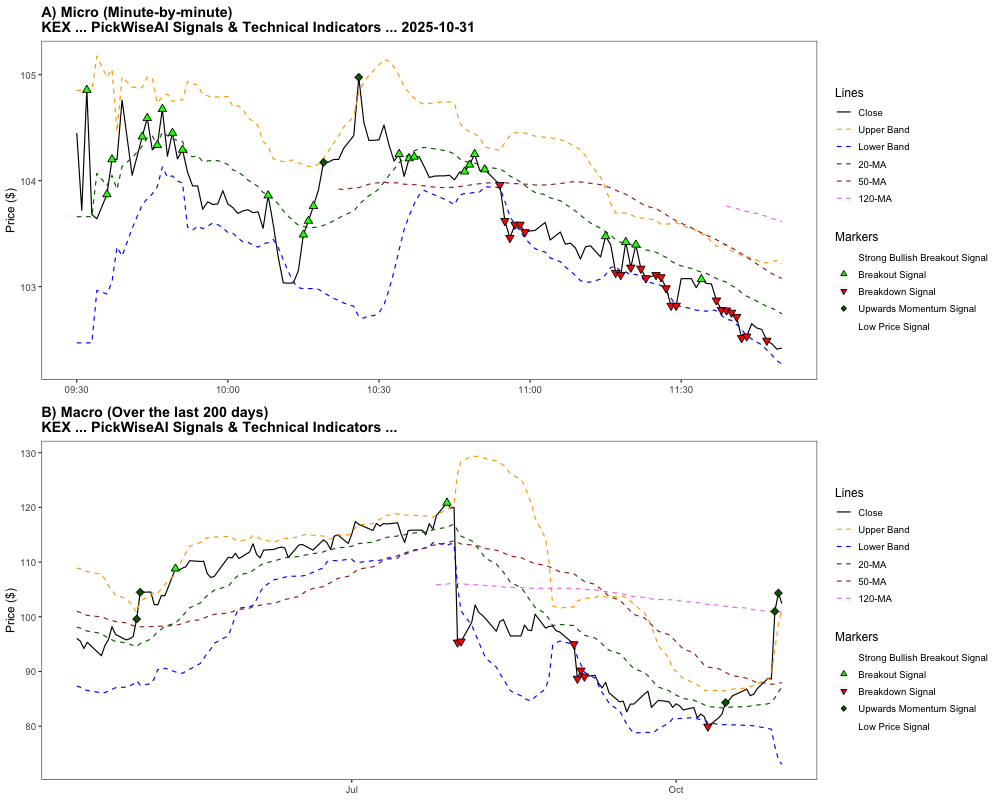 A) Micro (Minute-by-minute)
KEX ... PickWiseAI Signals & Technical Indicators ... 2025-10-31
Price ($)
105
104
103
09:30
10:00
10:30
11:00
11:30
Lines
Close
Upper Band
Lower Band
20-MA
50-MA
120-MA
Markers
Strong Bullish Breakout Signal
Breakout Signal
Breakdown Signal
Upwards Momentum Signal
Low Price Signal
B) Macro (Over the last 200 days)
KEX ... PickWiseAI Signals & Technical Indicators ...
Price ($)
130
120
110
100
90
80
Jul
Oct
Lines
Close
Upper Band
Lower Band
20-MA
50-MA
120-MA
Markers
Strong Bullish Breakout Signal
Breakout Signal
Breakdown Signal
Upwards Momentum Signal
Low Price Signal